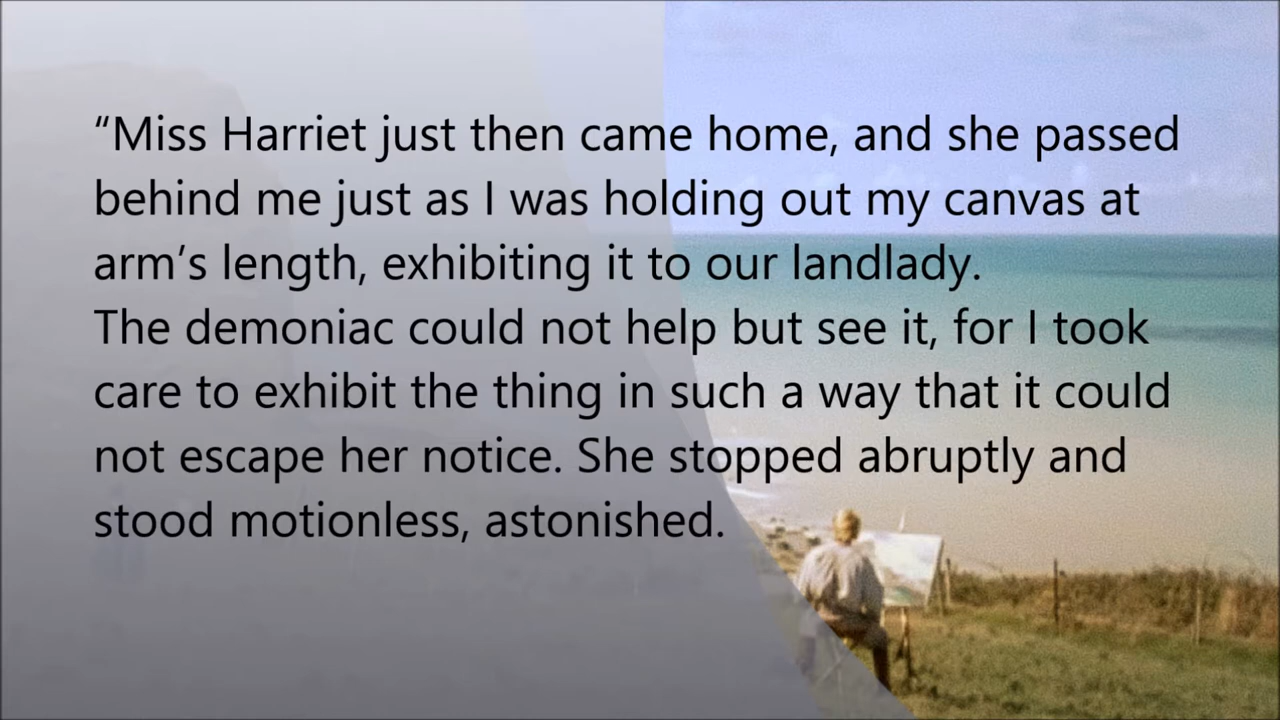 “Miss Harriet just then came home, and she passed
behind me just as I was holding out my canvas at
arm’s length, exhibiting it to our landlady.
The demoniac could not help but see it, for I took
care to exhibit the thing in such a way that it could
not escape her notice. She stopped abruptly and
stood motionless, astonished.